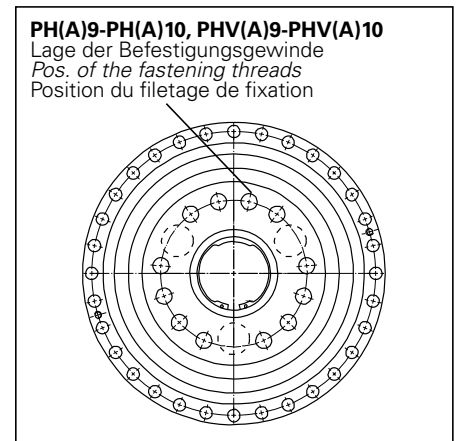 PH(A)9-PH(A)10, PHV(A)9-PHV(A)10
Lage der Befestigungsgewinde
Pos. of the fastening threads
Position du filetage de fixation